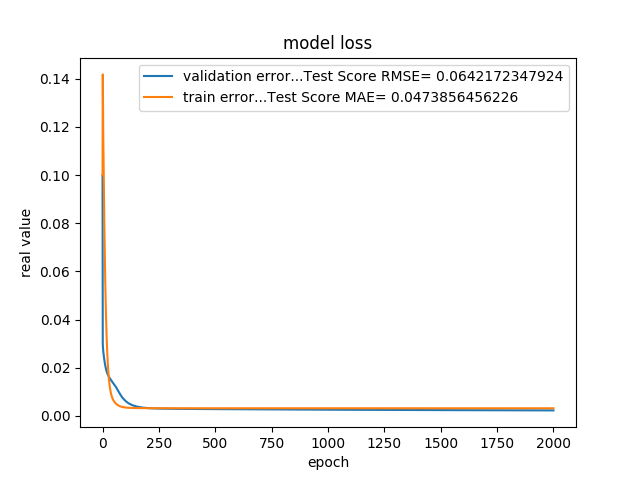 model loss
validation error...Test Score RMSE= 0.0642172347924
train error...Test Score MAE= 0.0473856456226
real value
0.14
0.12
0.10
0.08
0.06
0.04
0.02
0.00
0 250 500 750 1000 1250 1500 1750 2000
epoch